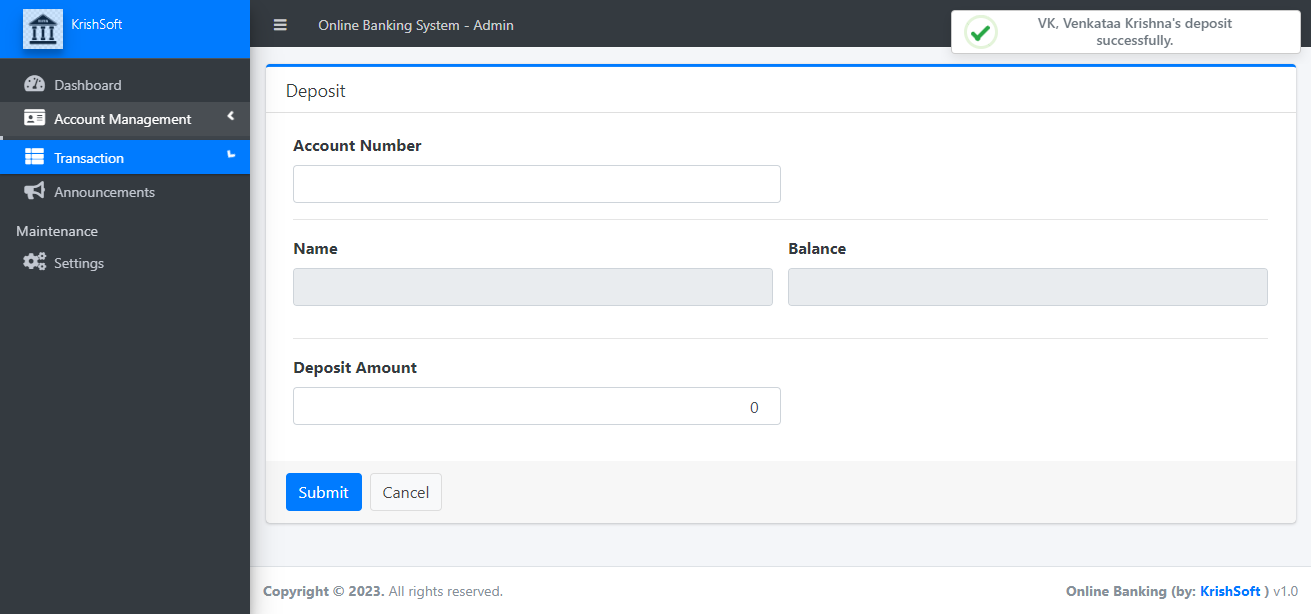 KrishSoft
Online Banking System - Admin
VK, Venkataa Krishna's deposit
successfully.
Dashboard
Account Management
Transaction
Announcements
Maintenance
Settings
Deposit
Account Number
Name
Balance
Deposit Amount
0
Submit
Cancel
Copyright © 2023. All rights reserved.
Online Banking (by: KrishSoft ) v1.0